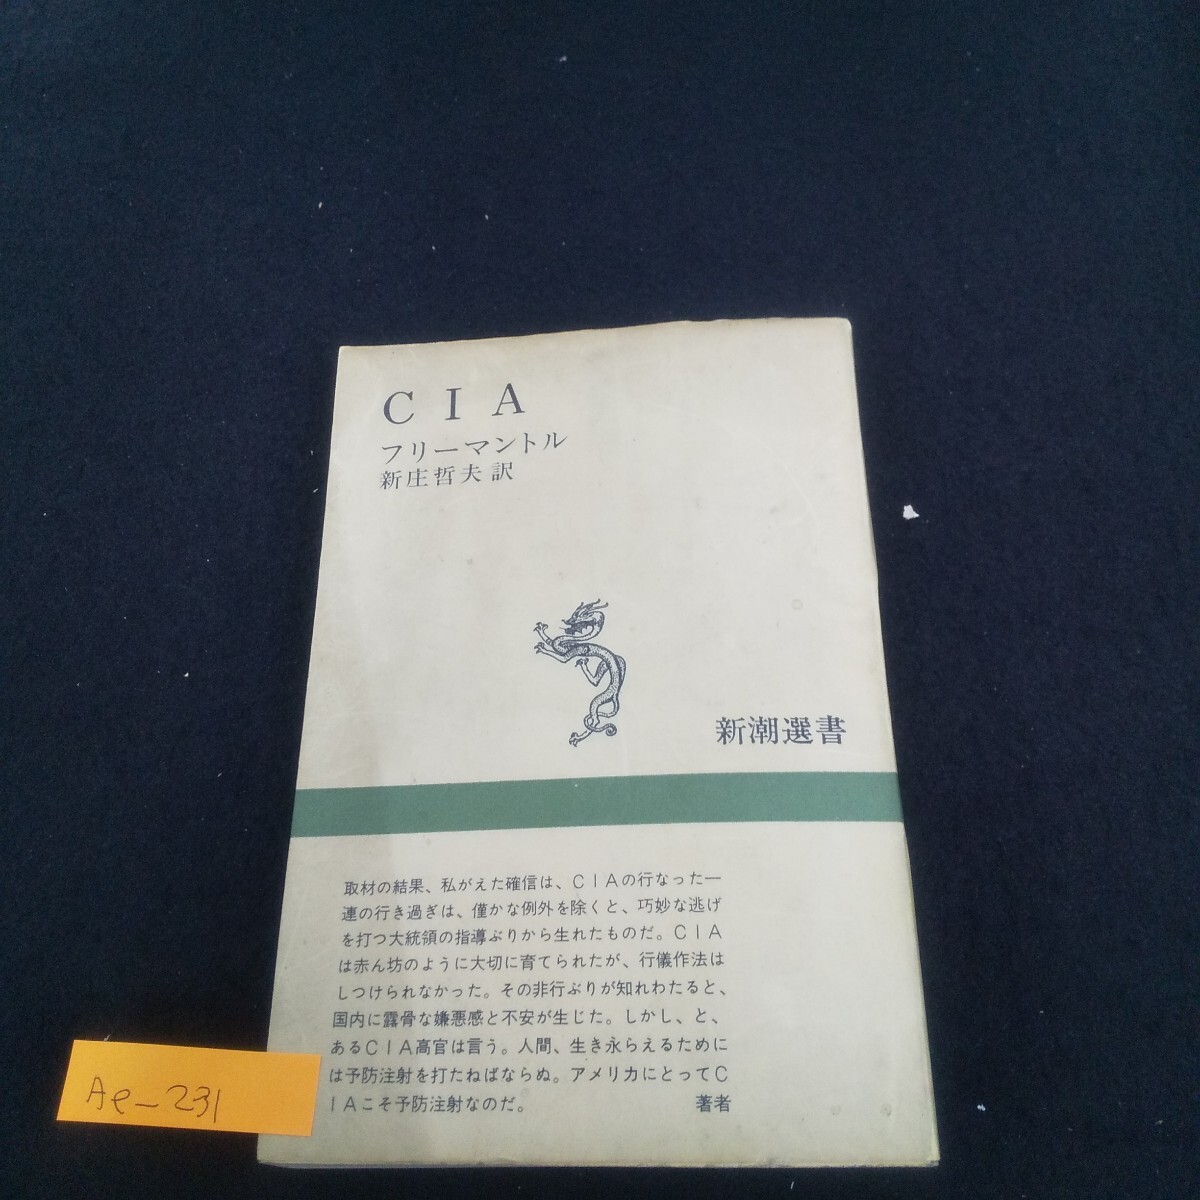 CIA
フリーマントル
新庄哲夫訳
新潮選書
取材の結果、私がえた確信は、CIAの行なった一
連の行き過ぎは、僅かな例外を除くと、巧妙な逃げ
を打つ大統領の指導ぶりから生れたものだ。CIA
は赤ん坊のように大切に育てられたが、行儀作法は
しつけられなかった。その非行ぶりが知れわたると、
国内に露骨な嫌悪感と不安が生じた。しかし、と、
あるCIA高官は言う。人間、生き永らえるために
は予防注射を打たねばならぬ。アメリカにとってC
IAこそ予防注射なのだ。 著者
Ae-231